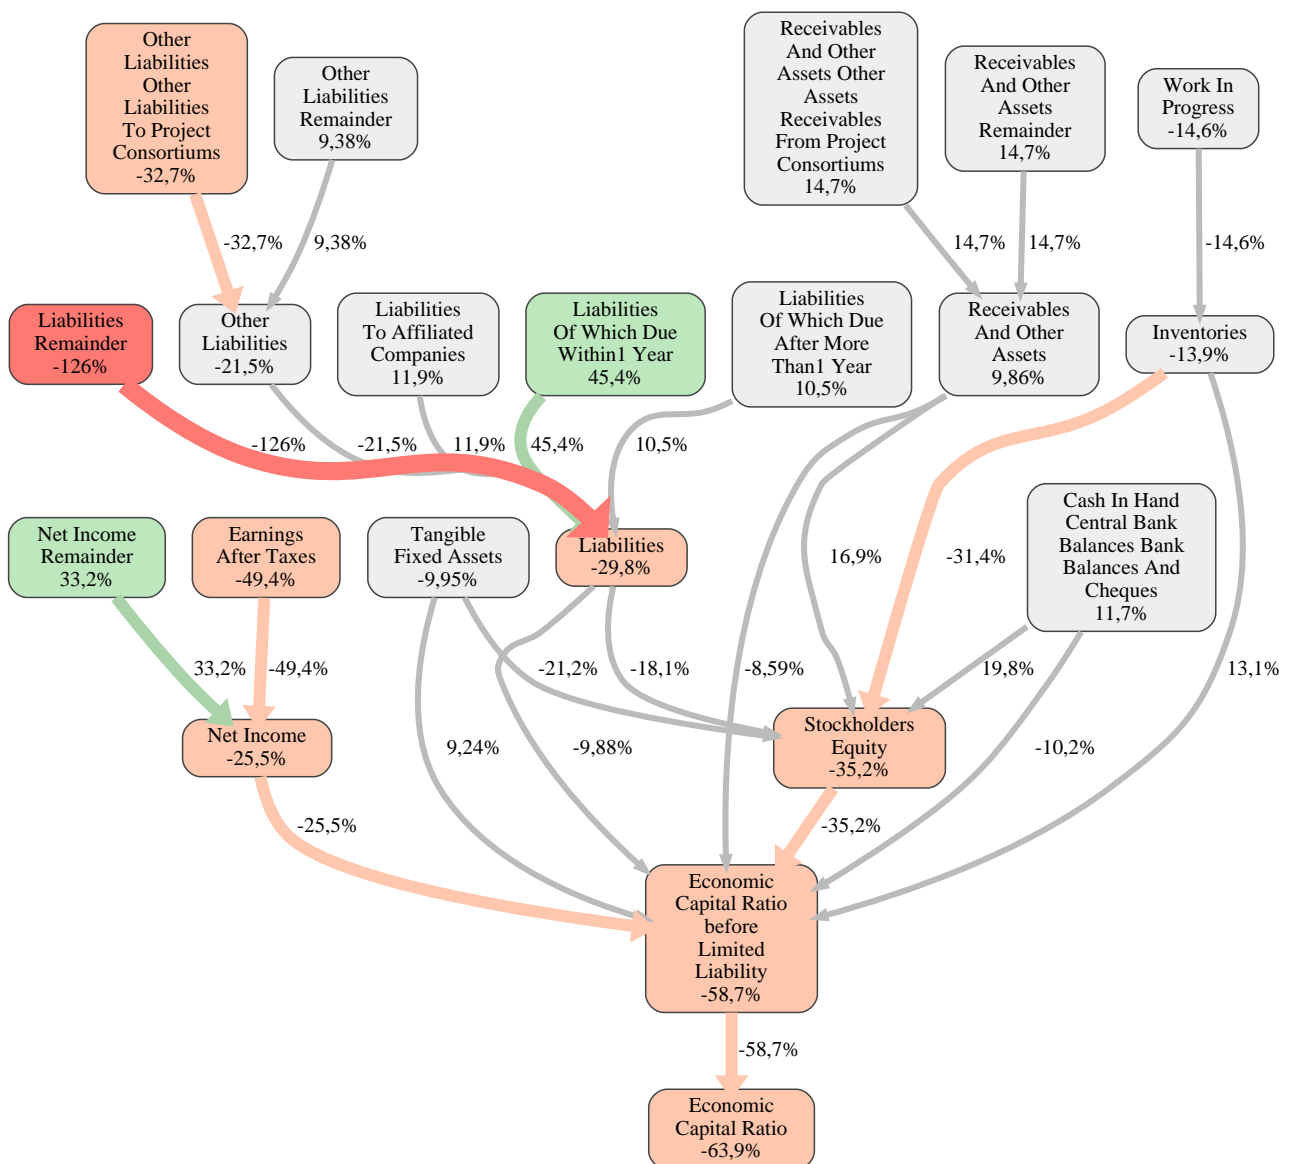 Other
Liabilities
Other
Liabilities
To Project
Consortiums
-32,7%
Other
Liabilities
Remainder
9,38%
Receivables
And Other
Assets Other
Assets
Receivables
From Project
Consortiums
14,7%
Receivables
And Other
Assets
Remainder
14,7%
Work In
Progress
-14,6%
-32,7%
9,38%
14,7%
14,7%
-14,6%
Liabilities
Remainder
-126%
Other
Liabilities
-21,5%
Liabilities
To Affiliated
Companies
11,9%
Liabilities
Of Which Due
Within1 Year
45,4%
Liabilities
Of Which Due
After More
Than1 Year
10,5%
Receivables
And Other
Assets
9,86%
Inventories
-13,9%
-126%
-21,5%
11,9%
45,4%
10,5%
Net Income
Remainder
33,2%
Earnings
After Taxes
-49,4%
Tangible
Fixed Assets
-9,95%
Liabilities
-29,8%
16,9%
-31,4%
Cash In Hand
Central Bank
Balances Bank
Balances And
Cheques
11,7%
33,2%
-49,4%
-21,2%
-18,1%
-8,59%
19,8%
13,1%
Net Income
-25,5%
9,24%
-9,88%
Stockholders
Equity
-35,2%
-10,2%
-25,5%
-35,2%
Economic
Capital Ratio
before
Limited
Liability
-58,7%
-58,7%
Economic
Capital Ratio
-63,9%